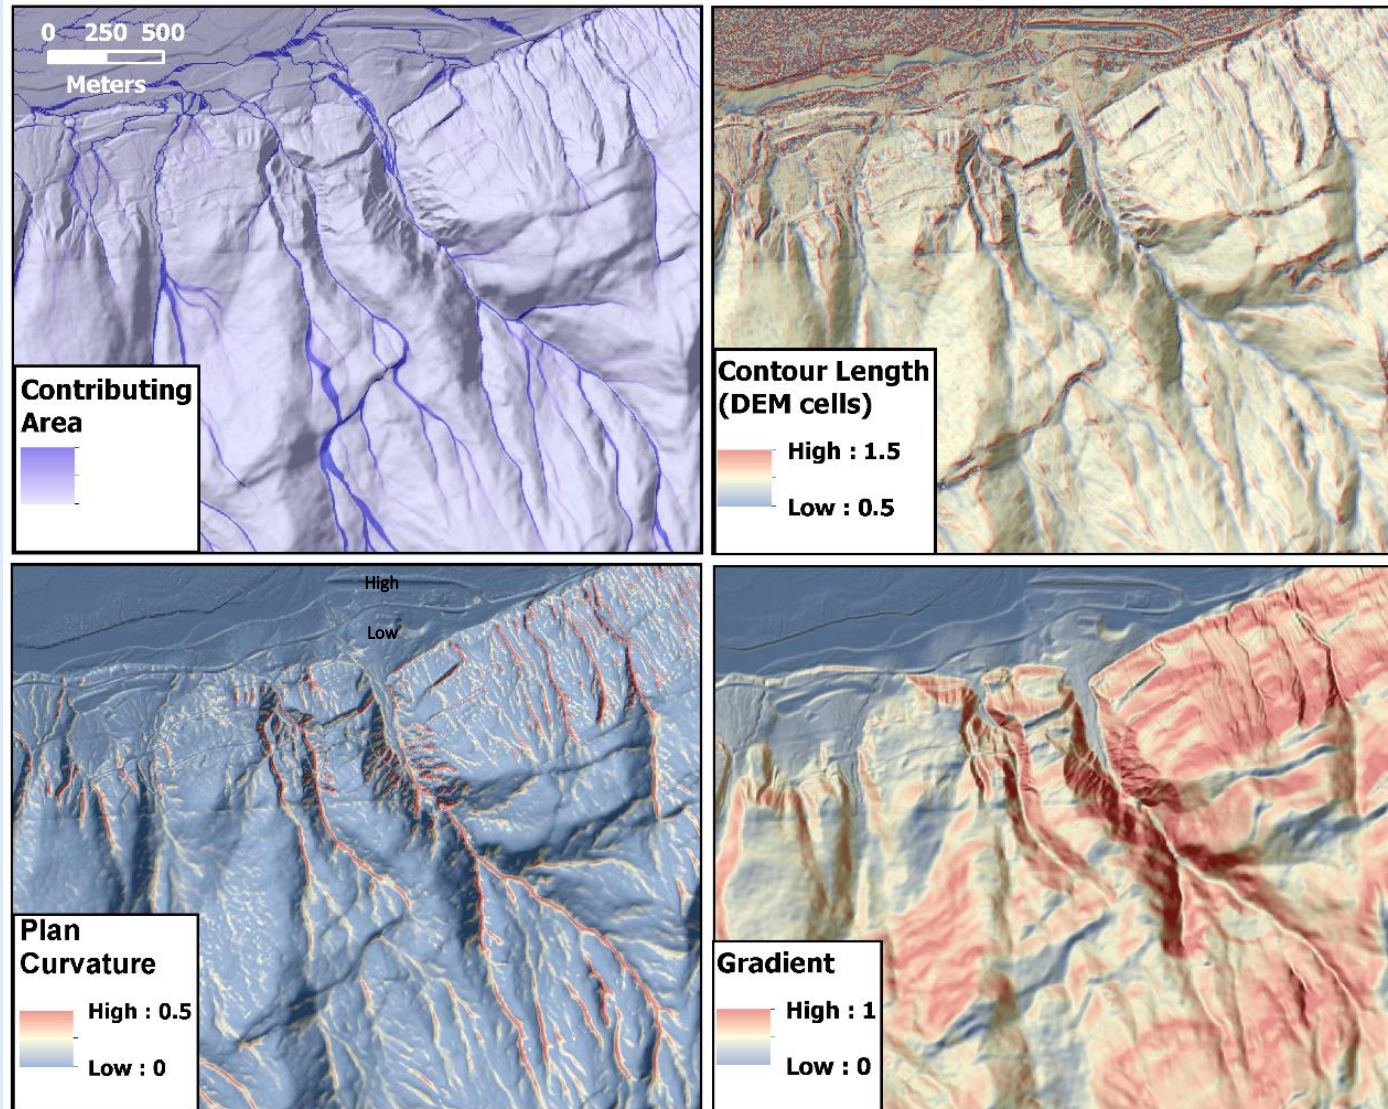 0 250 500
Meters
Contributing
Area
Contour Length
(DEM cells)
High : 1.5
Low : 0.5
High
Low
Plan
Curvature
High : 0.5
Low : 0
Gradient
High : 1
Low : 0